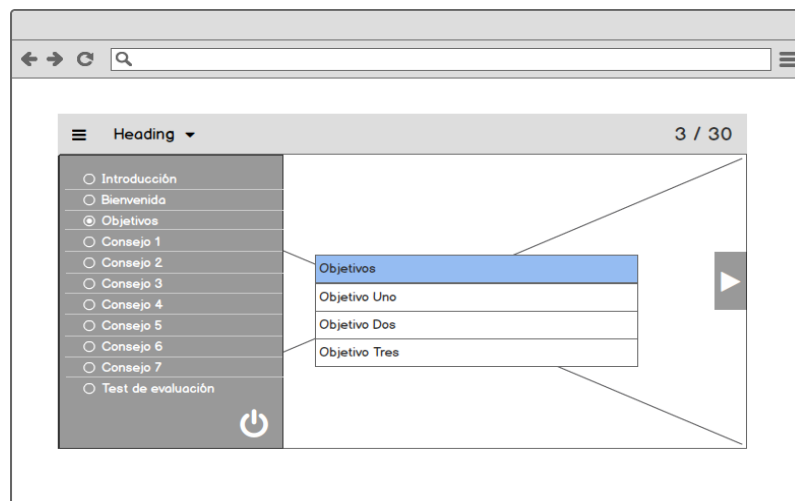 Heading
3 / 30
Introducción
Bienvenida
Objetivos
Consejo 1
Consejo 2
Consejo 3
Consejo 4
Consejo 5
Consejo 6
Consejo 7
Test de evaluación
Objetivos
Objetivo Uno
Objetivo Dos
Objetivo Tres